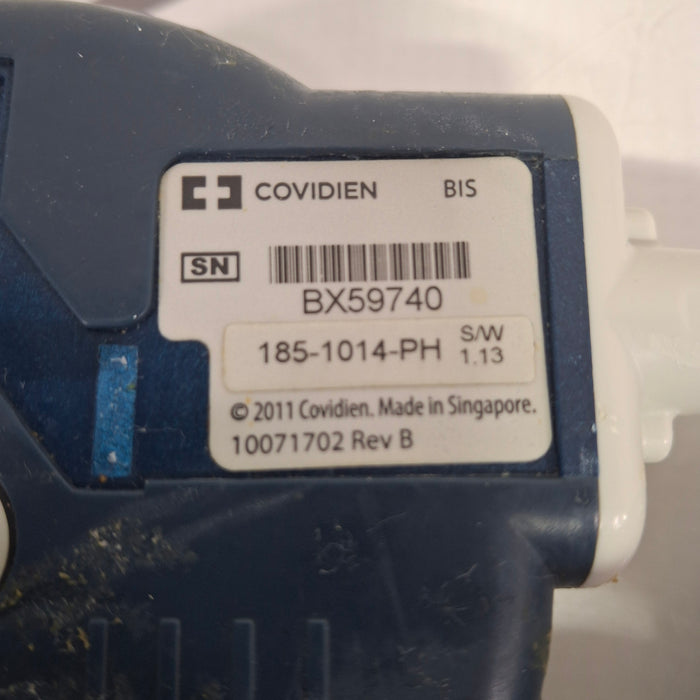 COVIDIEN BIS
SN
BX59740
185-1014-PH S/W 1.13
© 2011 Covidien. Made in Singapore.
10071702 Rev B